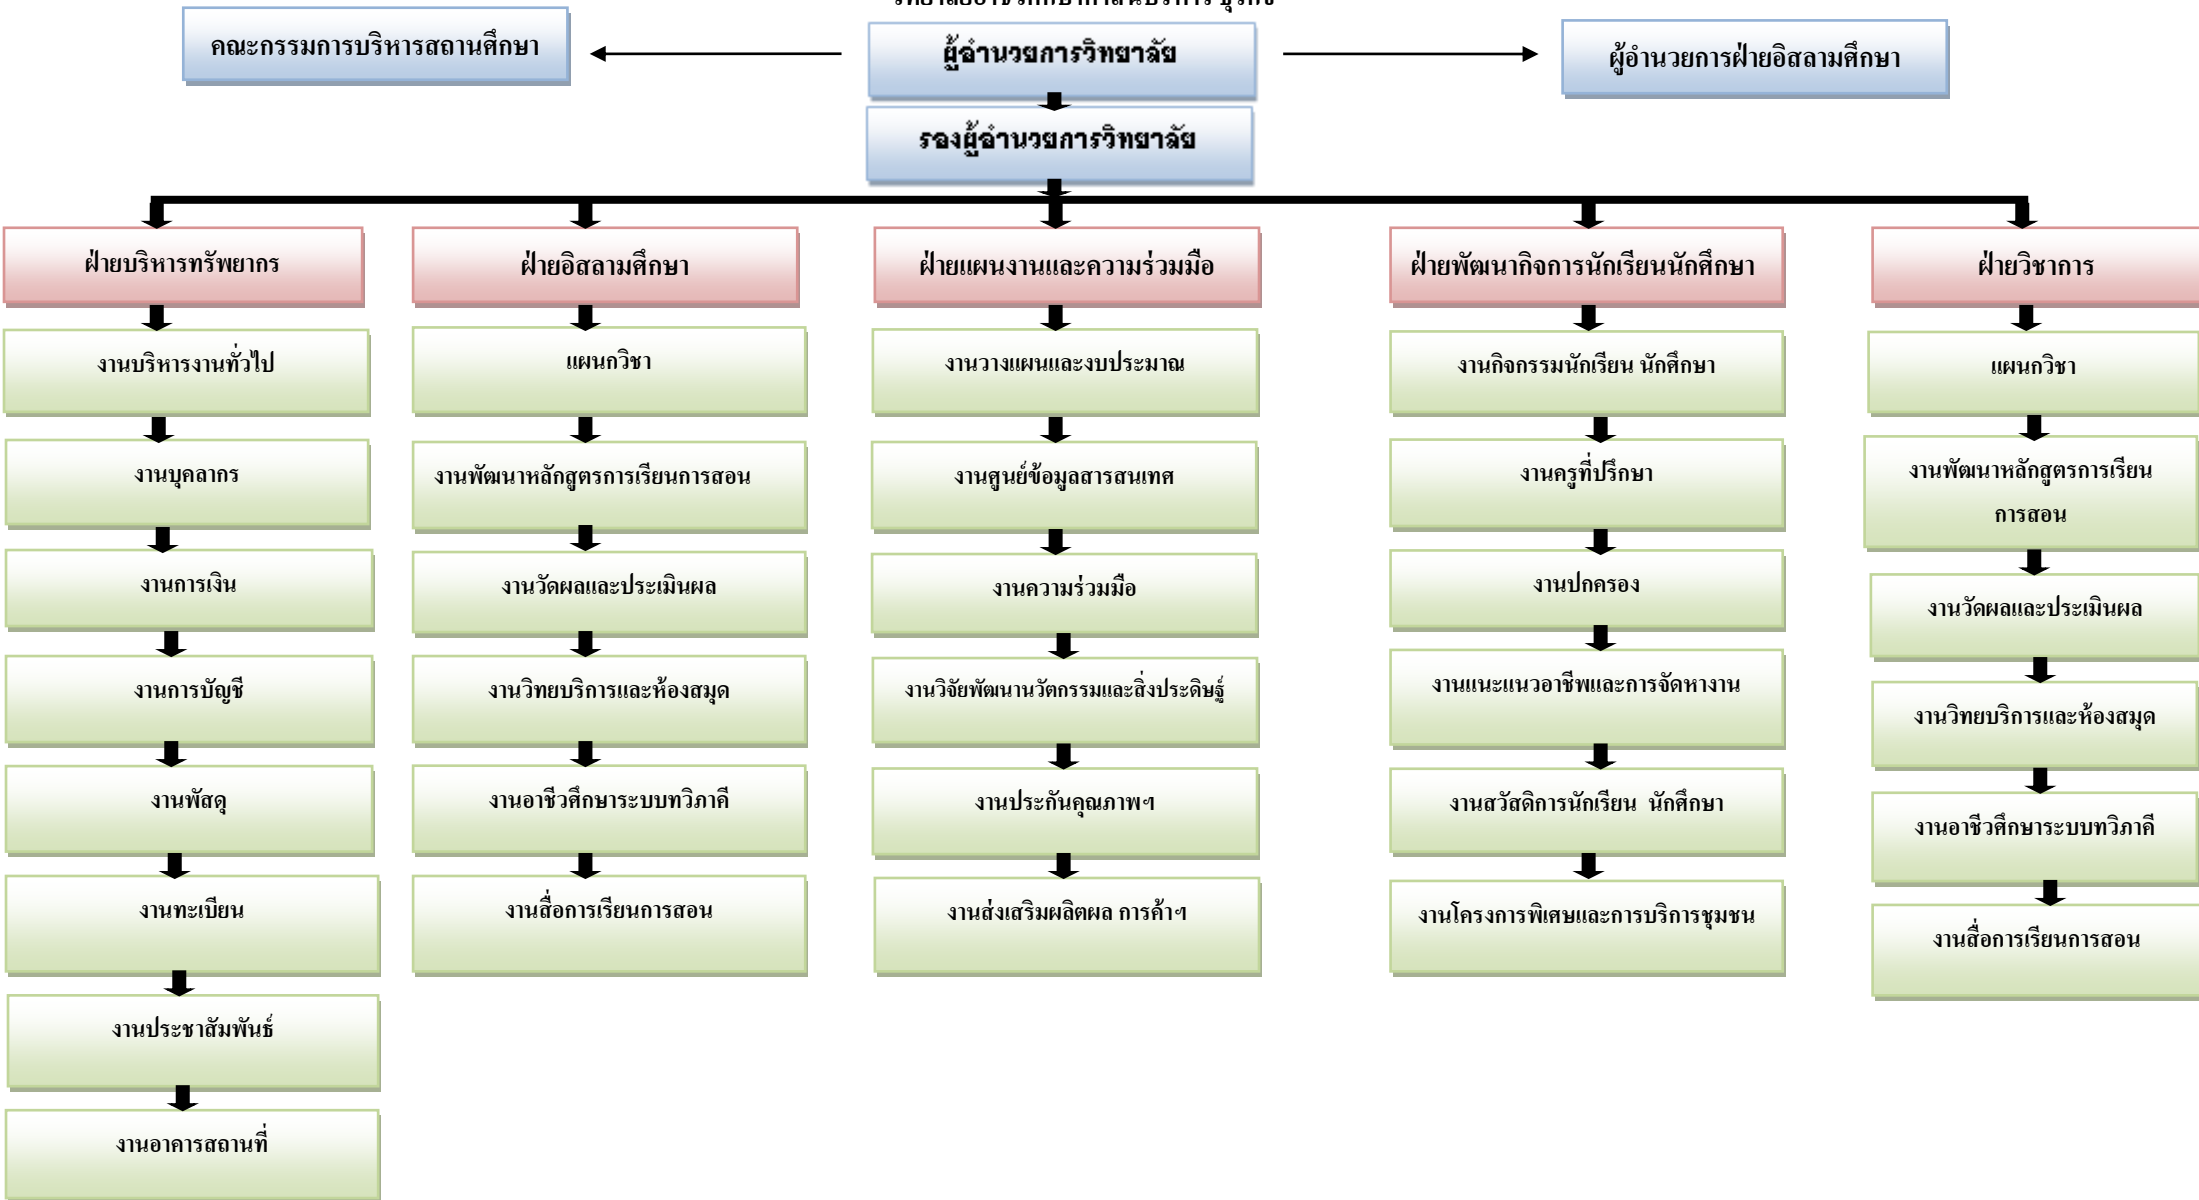 คณะกรรมการบริหารสถานศึกษา
ผู้อำนวยการวิทยาลัย
ผู้อำนวยการฝ่ายอิสลามศึกษา
รองผู้อำนวยการวิทยาลัย
ฝ่ายบริหารทรัพยากร
งานบริหารงานทั่วไป
งานบุคลากร
งานการเงิน
งานการบัญชี
งานพัสดุ
งานทะเบียน
งานประชาสัมพันธ์
งานอาคารสถานที่
ฝ่ายอิสลามศึกษา
แผนกวิชา
งานพัฒนาหลักสูตรการเรียนการสอน
งานวัดผลและประเมินผล
งานวิทยบริการและห้องสมุด
งานอาชีวศึกษาระบบทวิภาคี
งานสื่อการเรียนการสอน
ฝ่ายแผนงานและความร่วมมือ
งานวางแผนและงบประมาณ
งานศูนย์ข้อมูลสารสนเทศ
งานความร่วมมือ
งานวิจัยพัฒนานวัตกรรมและสิ่งประดิษฐ์
งานประกันคุณภาพฯ
งานส่งเสริมผลิตผล การค้าฯ
ฝ่ายพัฒนากิจการนักเรียนนักศึกษา
งานกิจกรรมนักเรียน นักศึกษา
งานครูที่ปรึกษา
งานปกครอง
งานแนะแนวอาชีพและการจัดหางาน
งานสวัสดิการนักเรียน นักศึกษา
งานโครงการพิเศษและการบริการชุมชน
ฝ่ายวิชาการ
แผนกวิชา
งานพัฒนาหลักสูตรการเรียน
การสอน
งานวัดผลและประเมินผล
งานวิทยบริการและห้องสมุด
งานอาชีวศึกษาระบบทวิภาคี
งานสื่อการเรียนการสอน